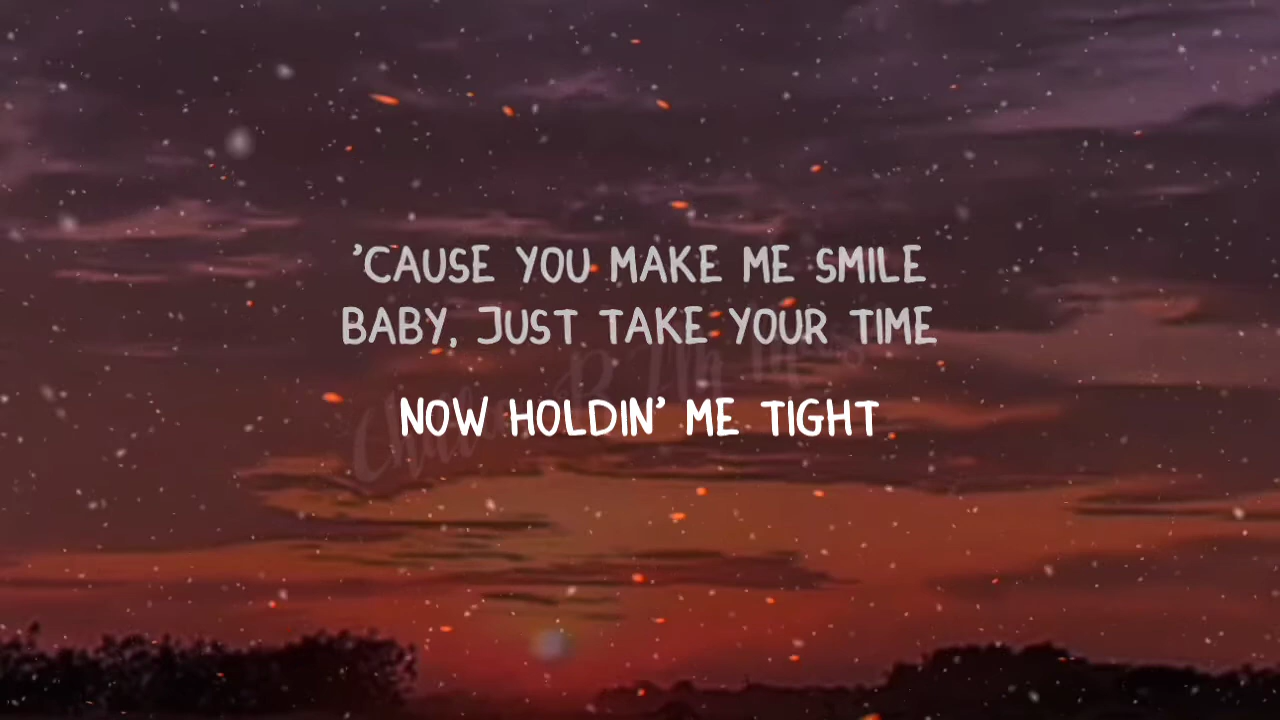 'CAUSE YOU MAKE ME SMILE
BABY, JUST TAKE YOUR TIME
NOW HOLDIN' ME TIGHT